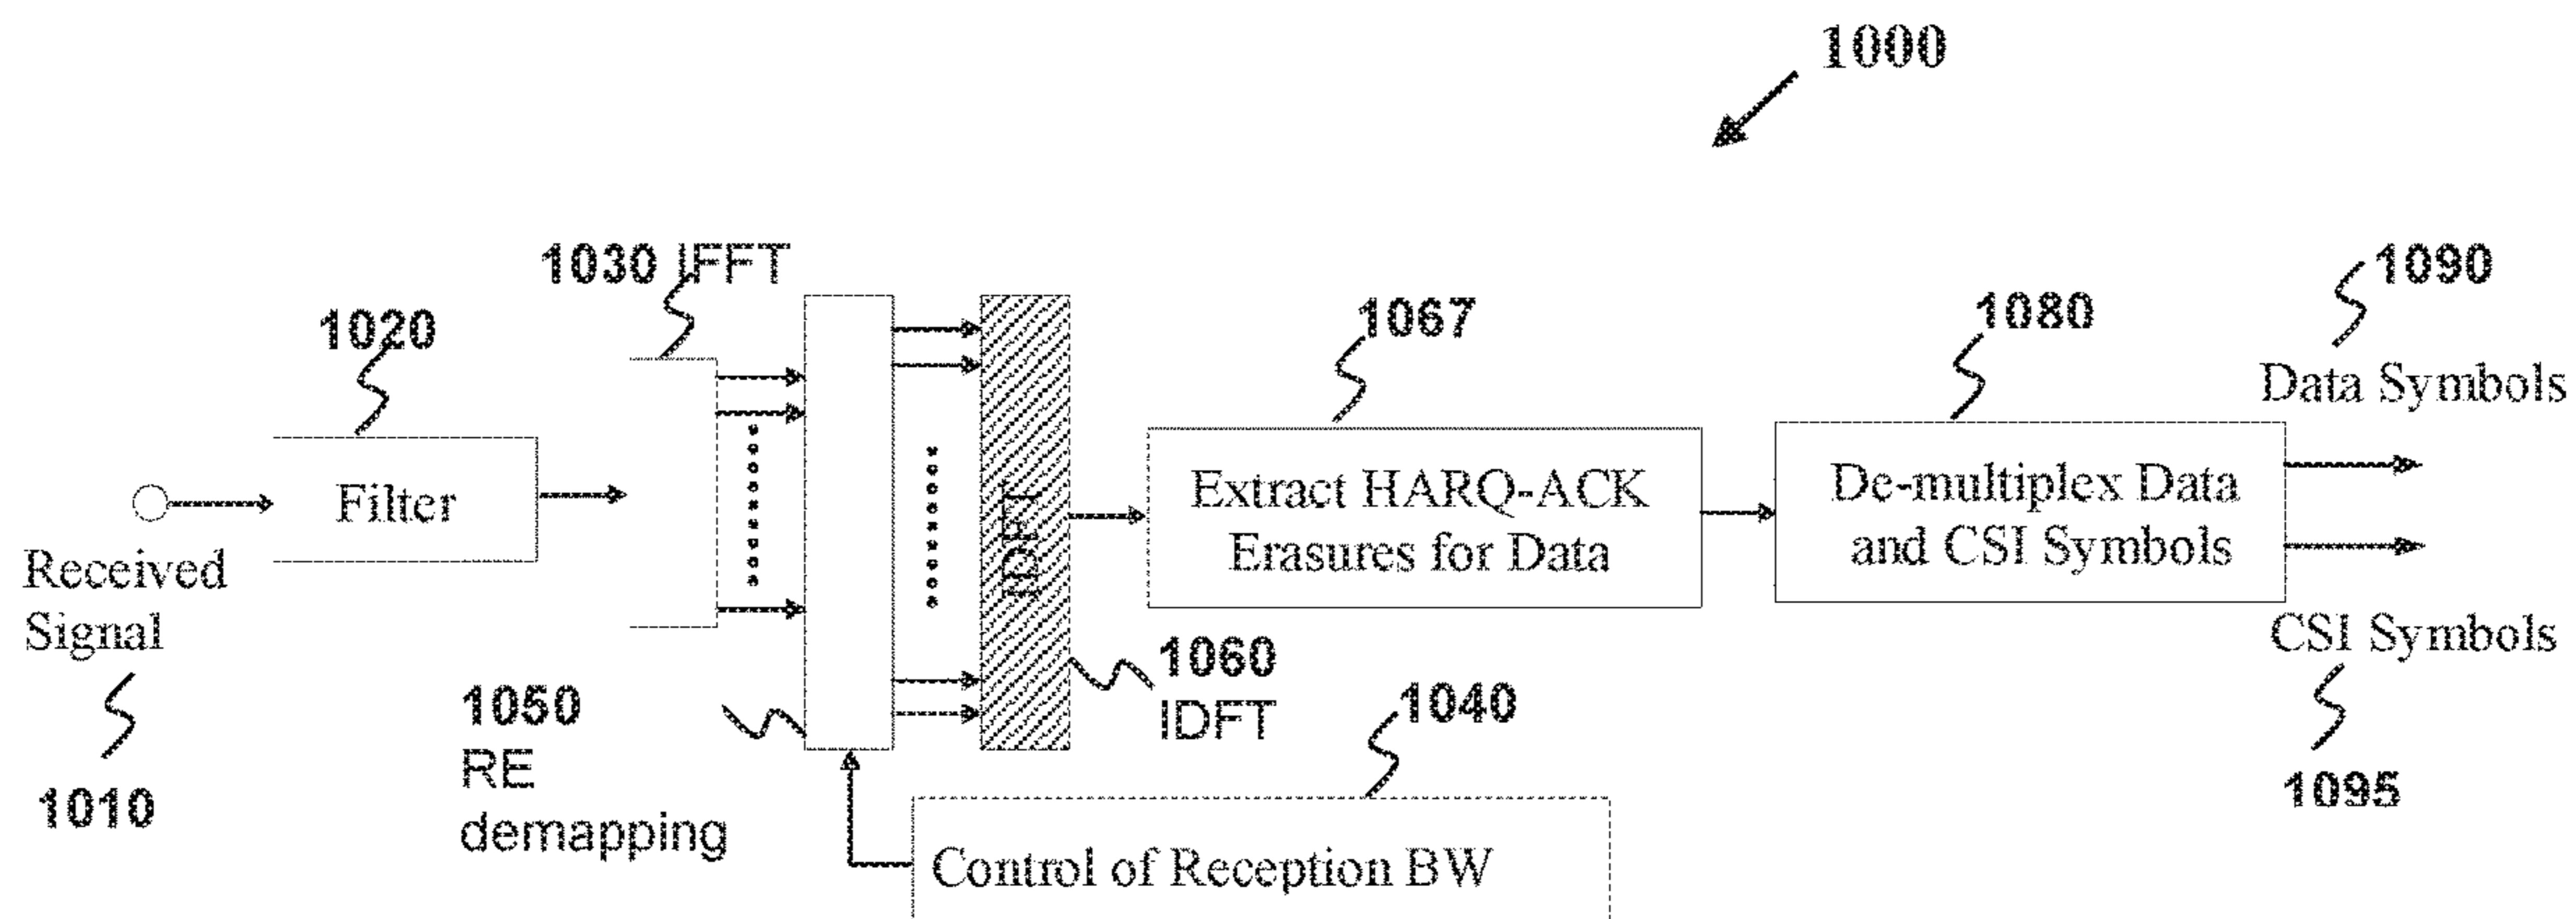 1000
1030 IFFT
1090
1020
1067
1080
Data Symbols
Filter
IDFT
Extract HARQ-ACK
Erasures for Data
De-multiplex Data
and CSI Symbols
Received
Signal
CSI Symbols
1060
IDFT
1050
RE
demapping
1040
1010
1095
Control of Reception BW